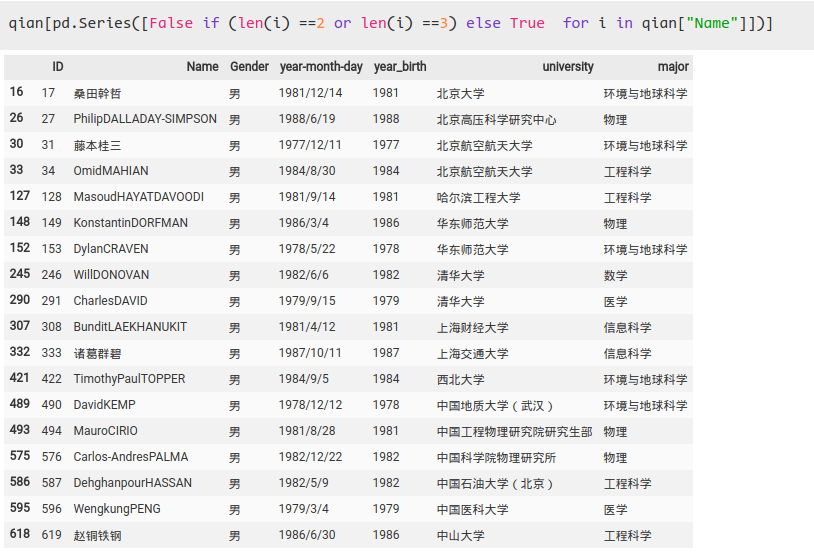 qian[pd.Series([False if (len(i) ==2 or len(i) ==3) else True  for i in qian["Name"]])]
ID Name Gender year-month-day year_birth university major
16 17 桑田幹哲 男 1981/12/14 1981 北京大学 环境与地球科学
26 27 PhilipDALLADAY-SIMPSON 男 1988/6/19 1988 北京高压科学研究中心 物理
30 31 藤本桂三 男 1977/12/11 1977 北京航空航天大学 环境与地球科学
33 34 OmidMAHIAN 男 1984/8/30 1984 北京航空航天大学 工程科学
127 128 MasoudHAYATDAVOODI 男 1981/9/14 1981 哈尔滨工程大学 工程科学
148 149 KonstantinDORFMAN 男 1986/3/4 1986 华东师范大学 物理
152 153 DylanCRAVEN 男 1978/5/22 1978 华东师范大学 环境与地球科学
245 246 WillDONOVAN 男 1982/6/6 1982 清华大学 数学
290 291 CharlesDAVID 男 1979/9/15 1979 清华大学 医学
307 308 BunditLAEKHANUKIT 男 1981/4/12 1981 上海财经大学 信息科学
332 333 诸葛群碧 男 1987/10/11 1987 上海交通大学 信息科学
421 422 TimothyPaulTOPPER 男 1984/9/5 1984 西北大学 环境与地球科学
489 490 DavidKEMP 男 1978/12/12 1978 中国地质大学（武汉） 环境与地球科学
493 494 MauroCIRIO 男 1981/8/28 1981 中国工程物理研究院研究生部 物理
575 576 Carlos-AndresPALMA 男 1982/12/22 1982 中国科学院物理研究所 物理
586 587 DehghanpourHASSAN 男 1982/5/9 1982 中国石油大学（北京） 工程科学
595 596 WengkungPENG 男 1979/3/4 1979 中国医科大学 医学
618 619 赵铜铁钢 男 1986/6/30 1986 中山大学 工程科学